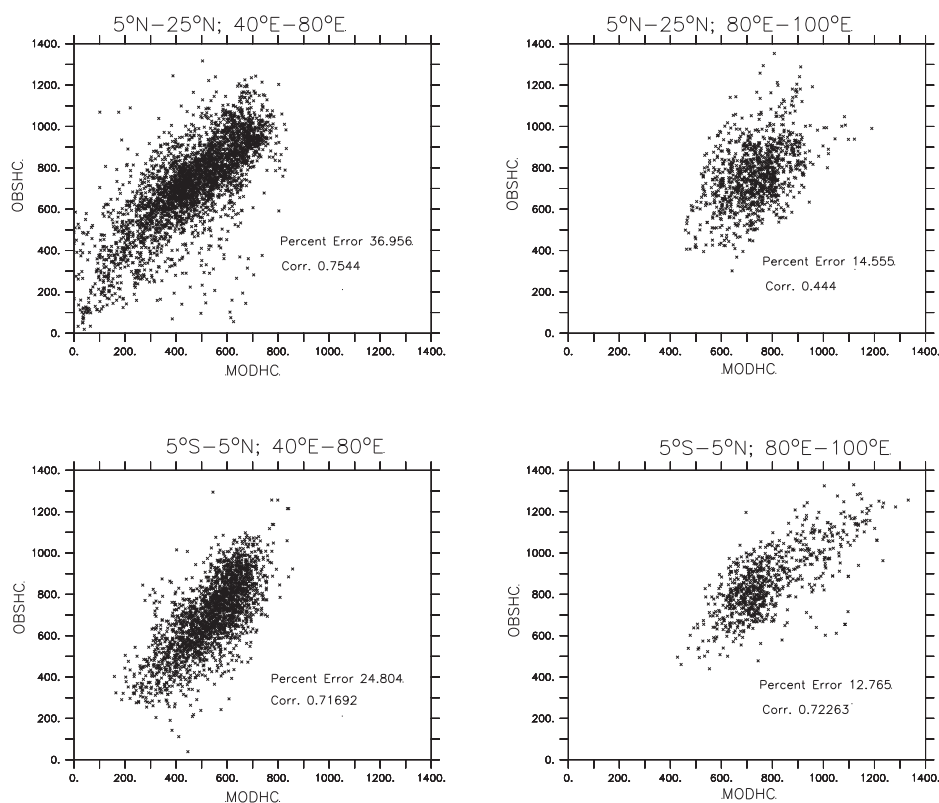 5°N–25°N; 40°E–80°E
1400.
1200.
1000.
800.
600.
400.
200.
0.
OBSHC.
Percent Error 36.956
Corr. 0.7544
0. 200. 400. 600. 800. 1000. 1200. 1400.
MODHC.
5°N–25°N; 80°E–100°E
1400.
1200.
1000.
800.
600.
400.
200.
0.
OBSHC.
Percent Error 14.555
Corr. 0.444
0. 200. 400. 600. 800. 1000. 1200. 1400.
MODHC.
5°S–5°N; 40°E–80°E
1400.
1200.
1000.
800.
600.
400.
200.
0.
OBSHC.
Percent Error 24.804
Corr. 0.71692
0. 200. 400. 600. 800. 1000. 1200. 1400.
MODHC.
5°S–5°N; 80°E–100°E
1400.
1200.
1000.
800.
600.
400.
200.
0.
OBSHC.
Percent Error 12.765
Corr. 0.72263
0. 200. 400. 600. 800. 1000. 1200. 1400.
MODHC.